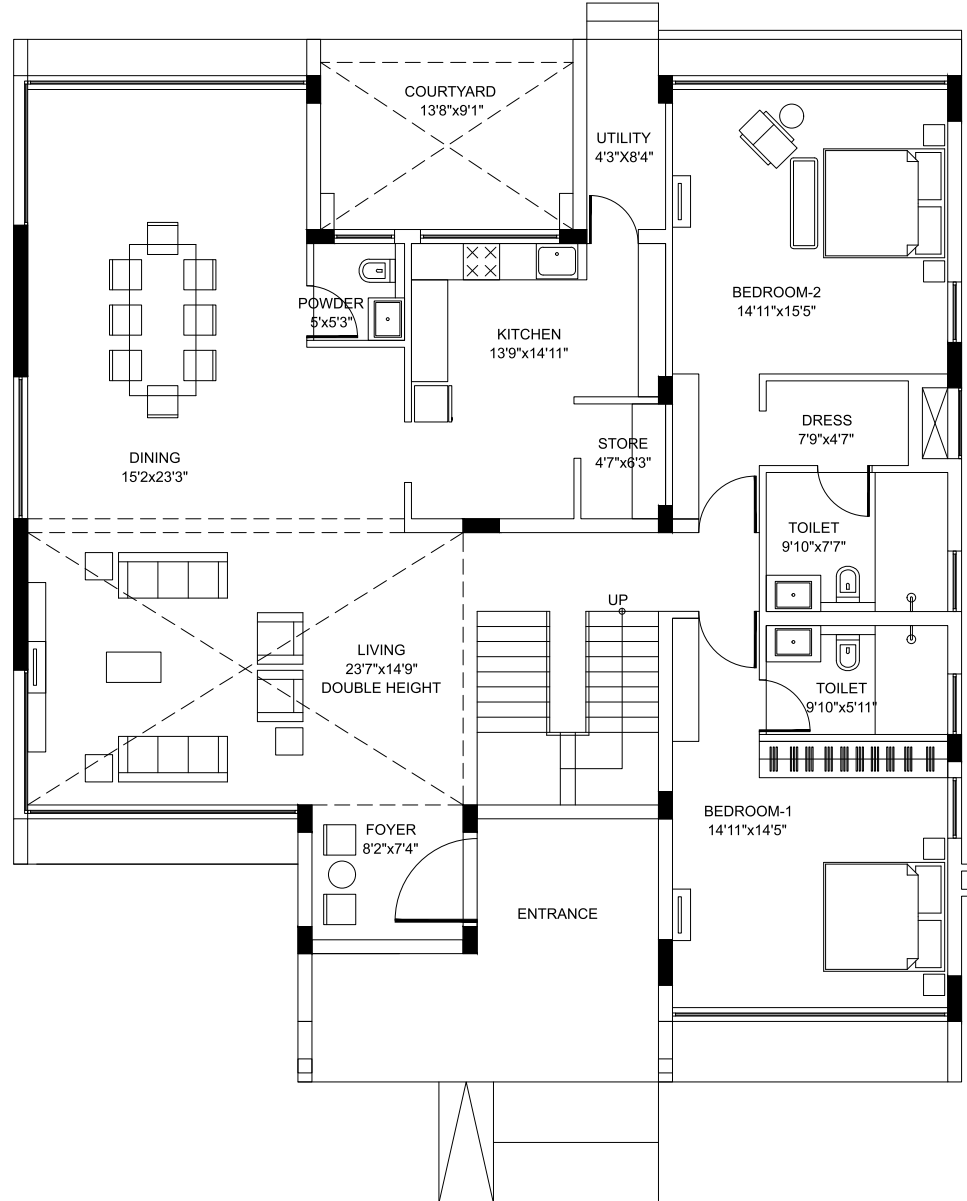 COURTYARD
13'8"x9'1"
UTILITY
4'3"X8'4"
BEDROOM-2
14'11"x15'5"
POWDER
5'x5'3"
KITCHEN
13'9"x14'11"
DRESS
7'9"x4'7"
STORE
4'7"x6'3"
DINING
15'2x23'3"
TOILET
9'10"x7'7"
UP
LIVING
23'7"x14'9"
DOUBLE HEIGHT
TOILET
9'10"x5'11"
BEDROOM-1
14'11"x14'5"
FOYER
8'2"x7'4"
ENTRANCE